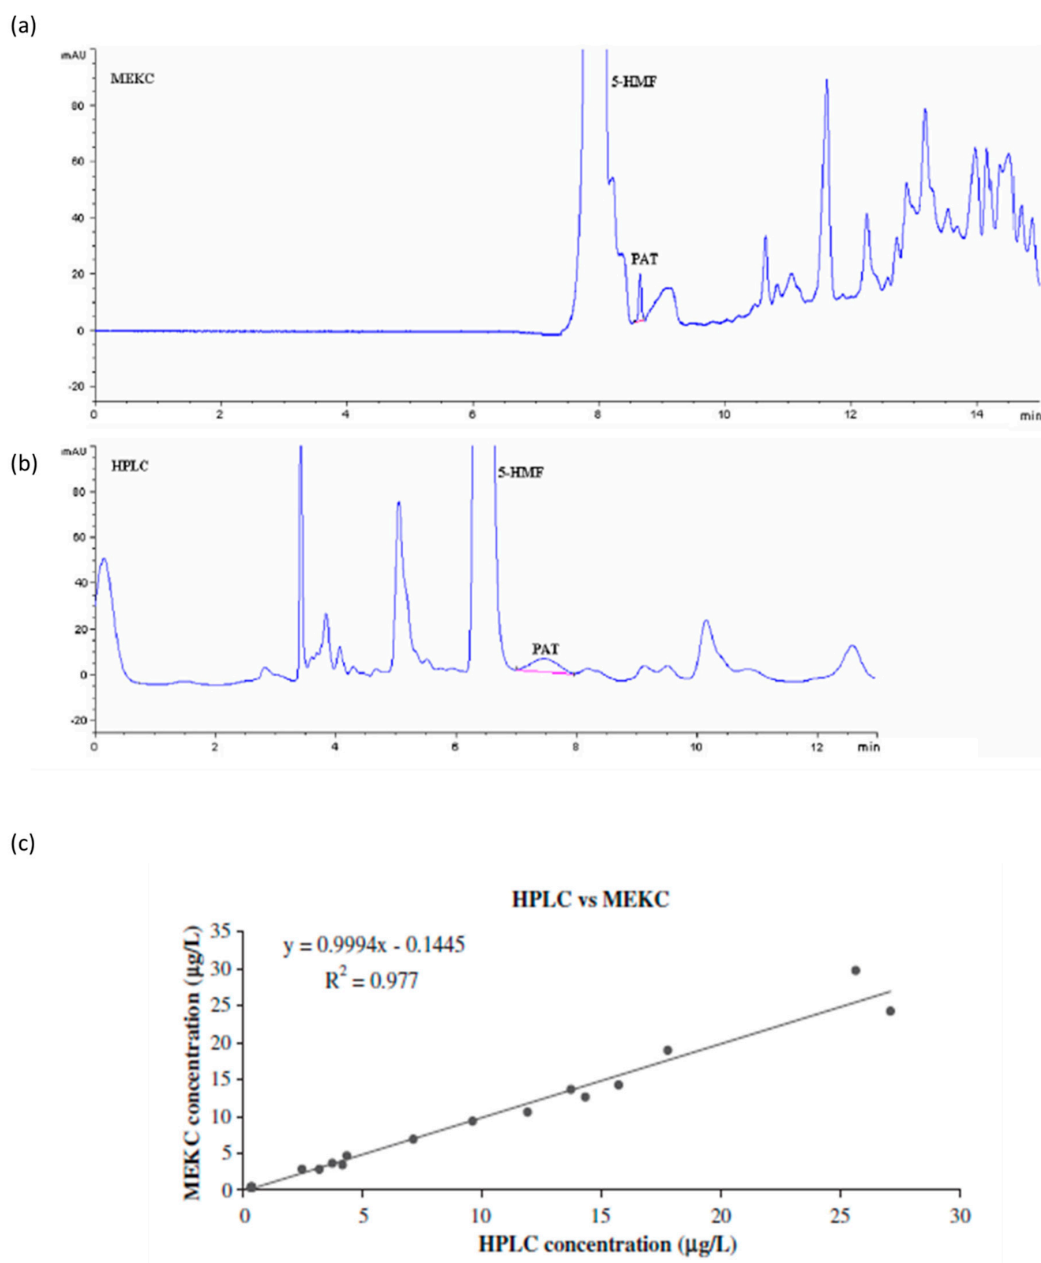 (a)
mAU
MEKC
5-HMF
80
60
40
PAT
20
0
-20
0 2 4 6 8 10 12 14 min
(b)
mAU
HPLC
5-HMF
80
60
40
20
PAT
0
-20
0 2 4 6 8 10 12 min
(c)
HPLC vs MEKC
y = 0.9994x - 0.1445
R² = 0.977
MEKC concentration (µg/L)
35
30
25
20
15
10
5
0
0 5 10 15 20 25 30
HPLC concentration (µg/L)